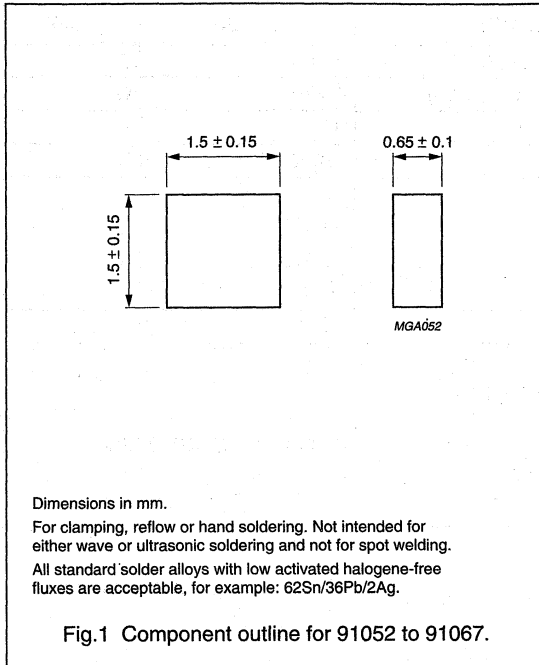 1.5 ± 0.15
0.65 ± 0.1
1.5 ± 0.15
MGA052
Dimensions in mm.
For clamping, reflow or hand soldering. Not intended for
either wave or ultrasonic soldering and not for spot welding.
All standard solder alloys with low activated halogene-free
fluxes are acceptable, for example: 62Sn/36Pb/2Ag.
Fig.1 Component outline for 91052 to 91067.